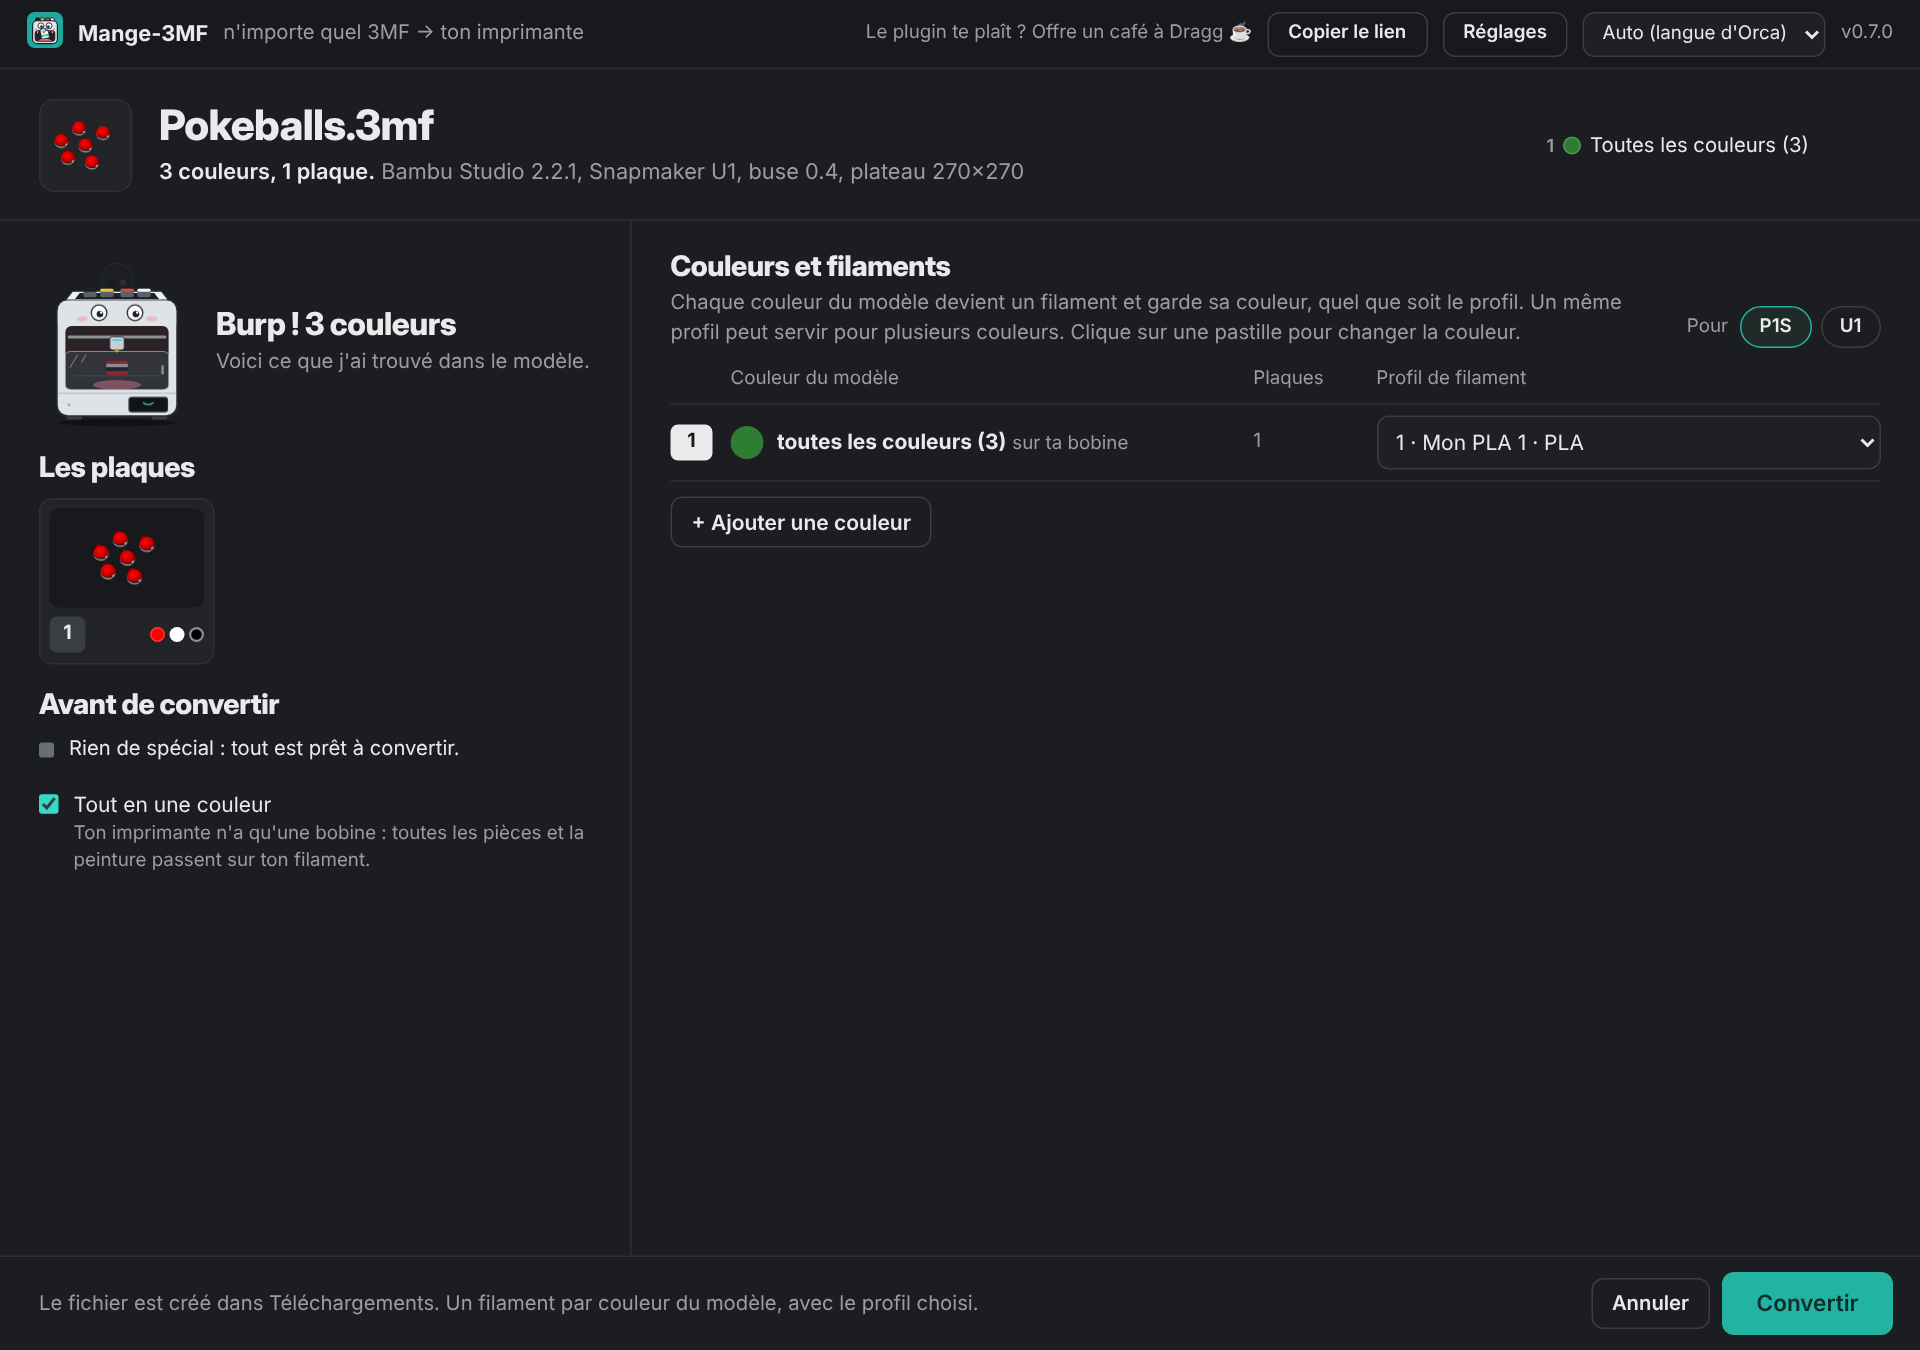 Mange-3MF n'importe quel 3MF → ton imprimante
Le plugin te plaît ? Offre un café à Dragg ☕
Copier le lien
Réglages
Auto (langue d'Orca)
v0.7.0
Pokeballs.3mf
3 couleurs, 1 plaque. Bambu Studio 2.2.1, Snapmaker U1, buse 0.4, plateau 270×270
1 Toutes les couleurs (3)
Burp ! 3 couleurs
Voici ce que j'ai trouvé dans le modèle.
Les plaques
1
Avant de convertir
Rien de spécial : tout est prêt à convertir.
Tout en une couleur
Ton imprimante n'a qu'une bobine : toutes les pièces et la
peinture passent sur ton filament.
Couleurs et filaments
Chaque couleur du modèle devient un filament et garde sa couleur, quel que soit le profil. Un même
profil peut servir pour plusieurs couleurs. Clique sur une pastille pour changer la couleur.
Pour P1S U1
Couleur du modèle Plaques Profil de filament
1 toutes les couleurs (3) sur ta bobine 1 1 · Mon PLA 1 · PLA
+ Ajouter une couleur
Le fichier est créé dans Téléchargements. Un filament par couleur du modèle, avec le profil choisi.
Annuler
Convertir